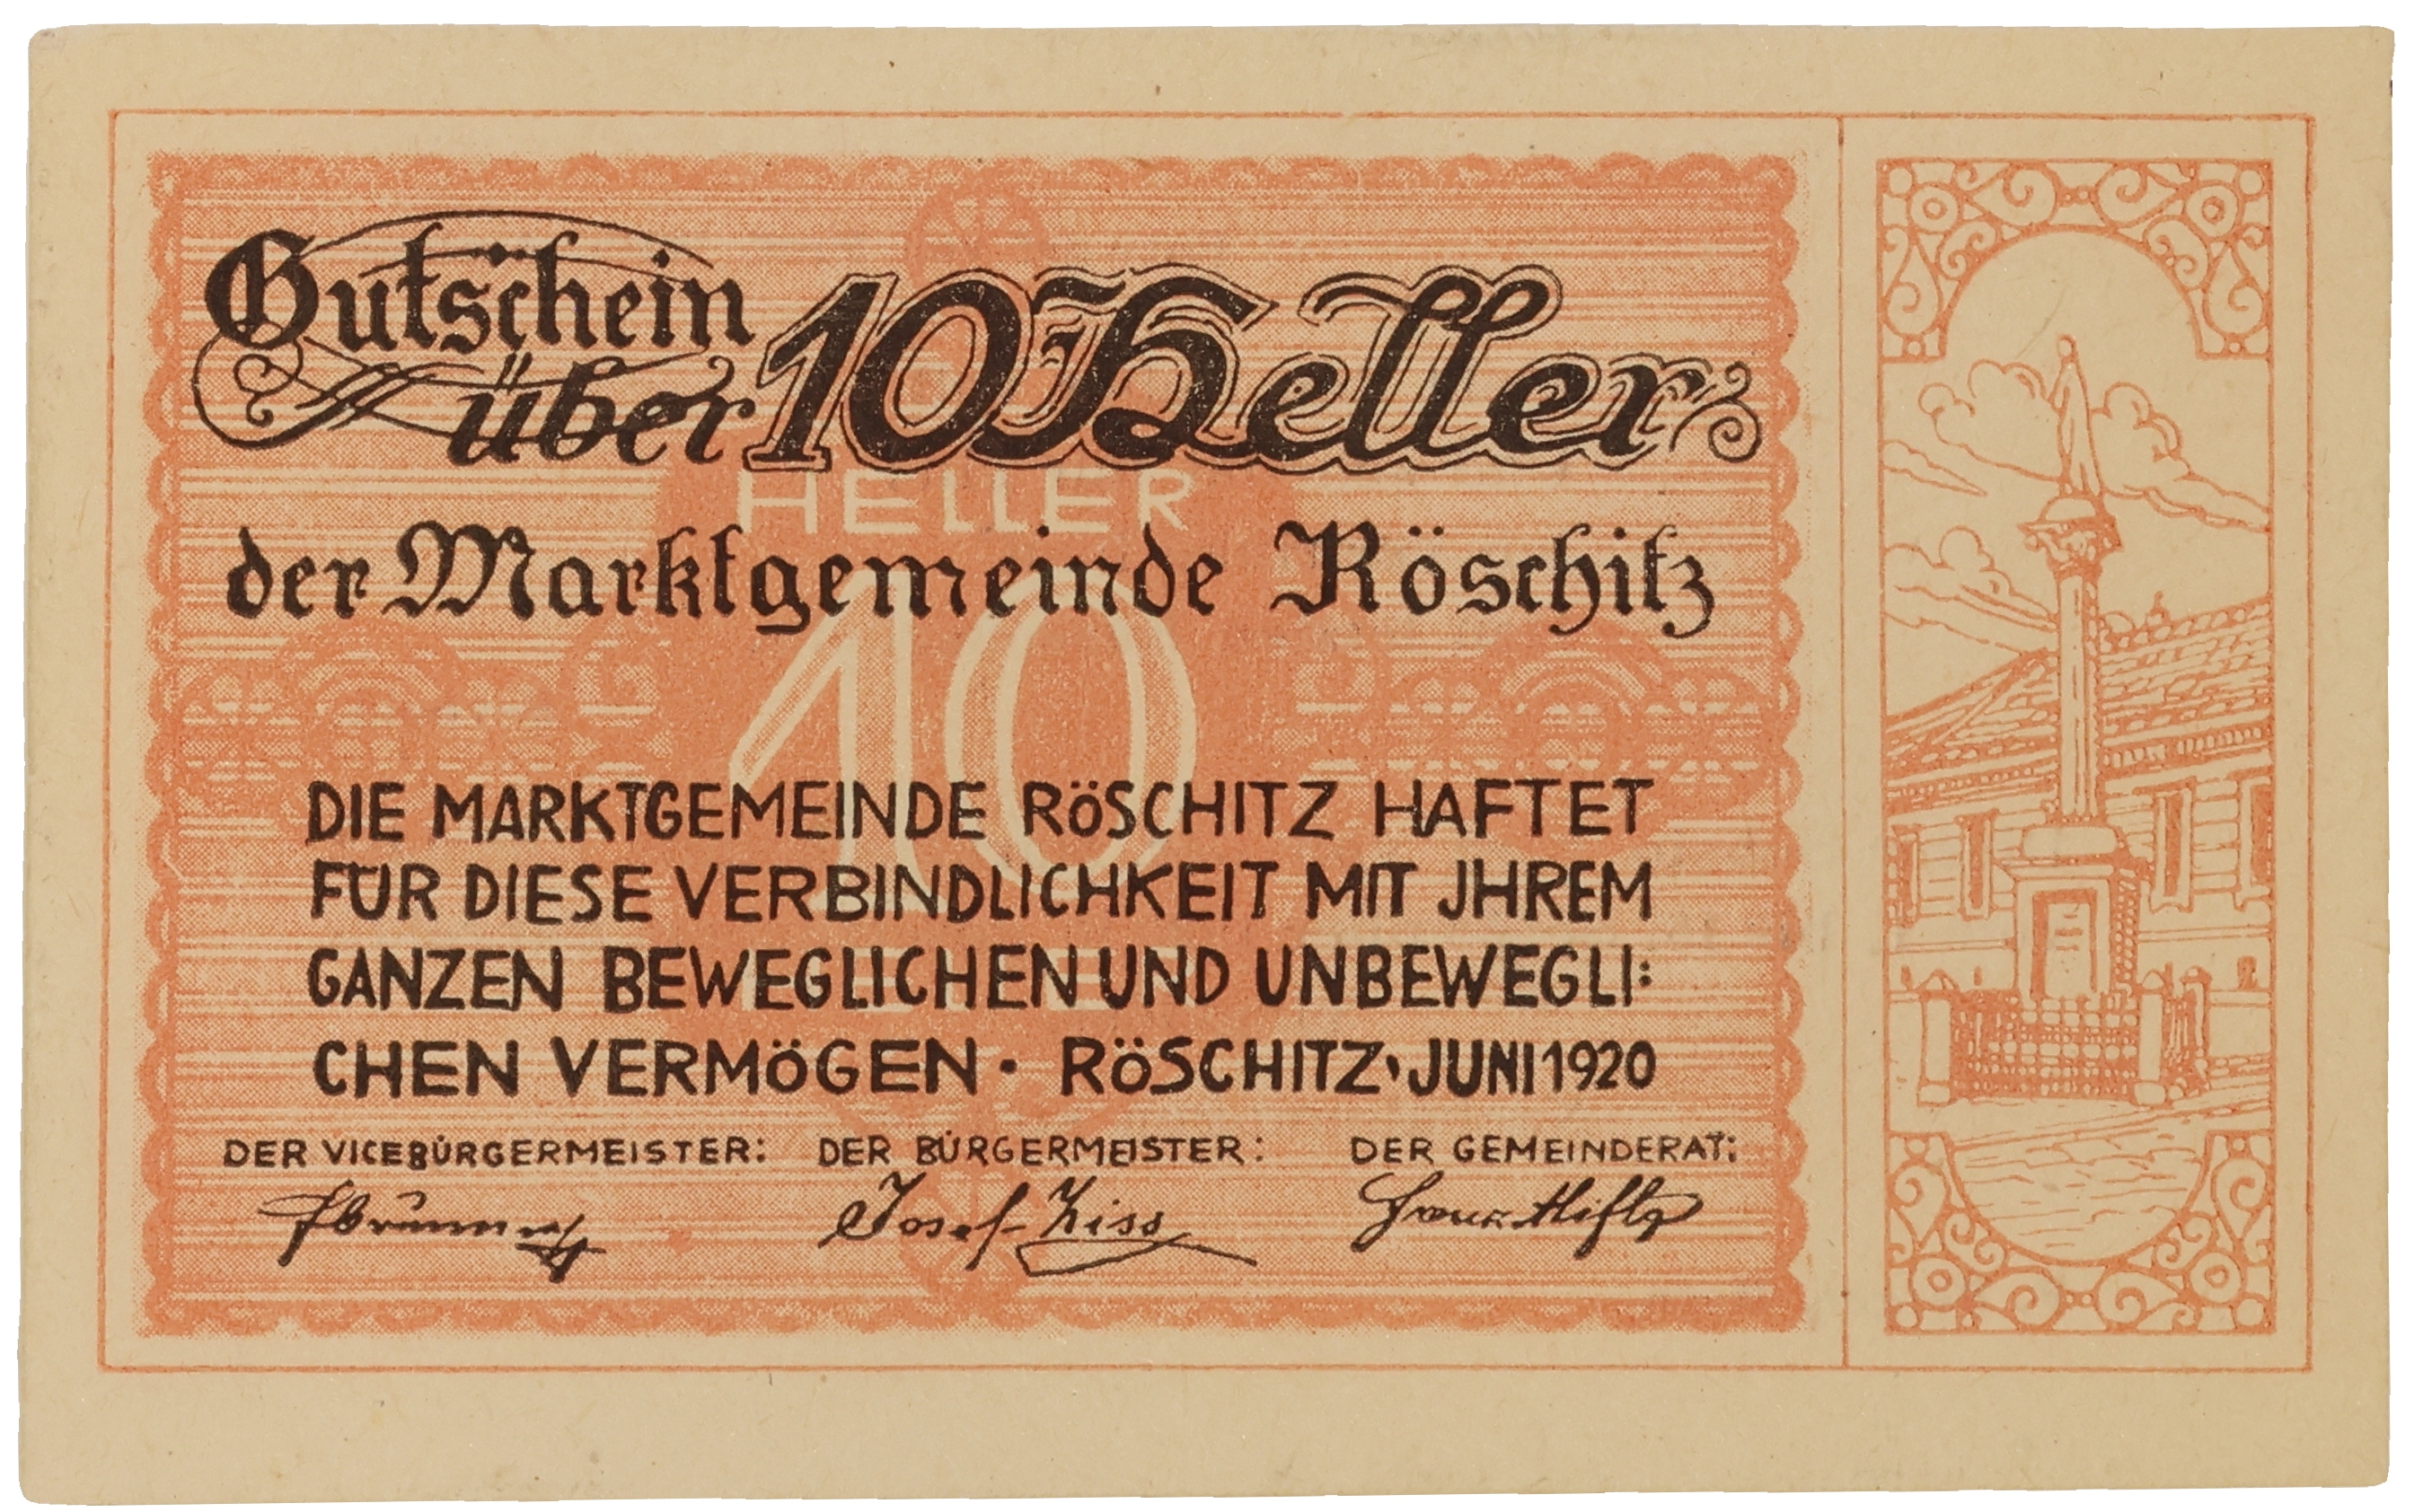 Gutschein
über 10 Heller
HELLER
der Marktgemeinde Röschitz
10
DIE MARKTGEMEINDE RÖSCHITZ HAFTET
FÜR DIESE VERBINDLICHKEIT MIT JHREM
GANZEN BEWEGLICHEN UND UNBEWEGLI:
CHEN VERMÖGEN · RÖSCHITZ, JUNI 1920
DER VICEBÜRGERMEISTER: DER BÜRGERMEISTER: DER GEMEINDERAT:
Josef